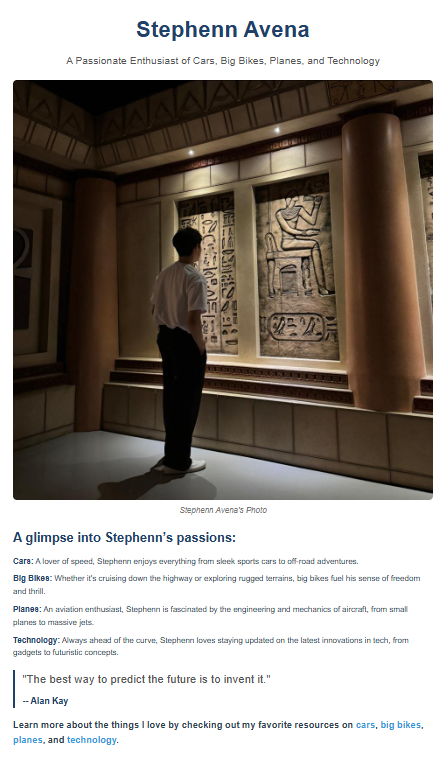 Stephenn Avena
A Passionate Enthusiast of Cars, Big Bikes, Planes, and Technology
Stephenn Avena's Photo
A glimpse into Stephenn's passions:
Cars: A lover of speed, Stephenn enjoys everything from sleek sports cars to off-road adventures.
Big Bikes: Whether it's cruising down the highway or exploring rugged terrains, big bikes fuel his sense of freedom
and thrill.
Planes: An aviation enthusiast, Stephenn is fascinated by the engineering and mechanics of aircraft, from small
planes to massive jets.
Technology: Always ahead of the curve, Stephenn loves staying updated on the latest innovations in tech, from
gadgets to futuristic concepts.
"The best way to predict the future is to invent it."
-- Alan Kay
Learn more about the things I love by checking out my favorite resources on cars, big bikes,
planes, and technology.